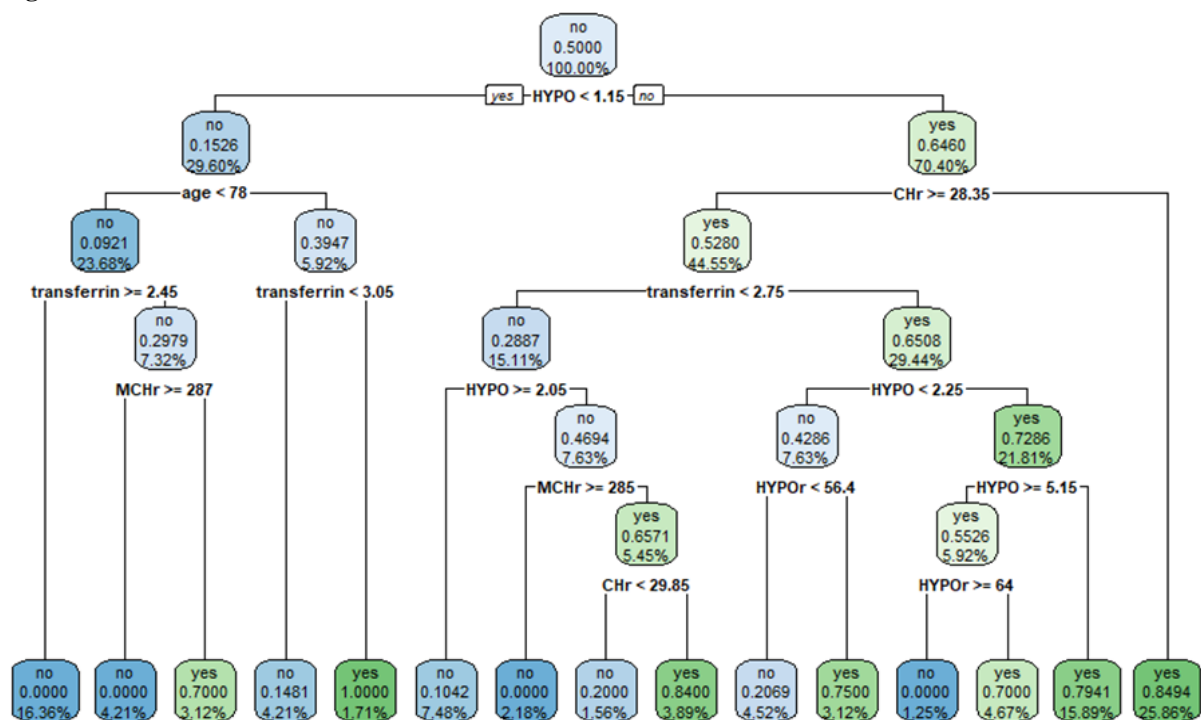 no
0.5000
100.00%
yes HYPO < 1.15 no
no
0.1526
29.60%
yes
0.6460
70.40%
age < 78
CHr >= 28.35
no
0.0921
23.68%
no
0.3947
5.92%
yes
0.5280
44.55%
transferrin >= 2.45
transferrin < 3.05
transferrin < 2.75
no
0.2979
7.32%
no
0.2887
15.11%
yes
0.6508
29.44%
MCHr >= 287
HYPO >= 2.05
HYPO < 2.25
no
0.4694
7.63%
no
0.4286
7.63%
yes
0.7286
21.81%
MCHr >= 285
HYPOr < 56.4
HYPO >= 5.15
yes
0.6571
5.45%
yes
0.5526
5.92%
CHr < 29.85
HYPOr >= 64
no
0.0000
16.36%
no
0.0000
4.21%
yes
0.7000
3.12%
no
0.1481
4.21%
yes
1.0000
1.71%
no
0.1042
7.48%
no
0.0000
2.18%
no
0.2000
1.56%
yes
0.8400
3.89%
no
0.2069
4.52%
yes
0.7500
3.12%
no
0.0000
1.25%
yes
0.7000
4.67%
yes
0.7941
15.89%
yes
0.8494
25.86%